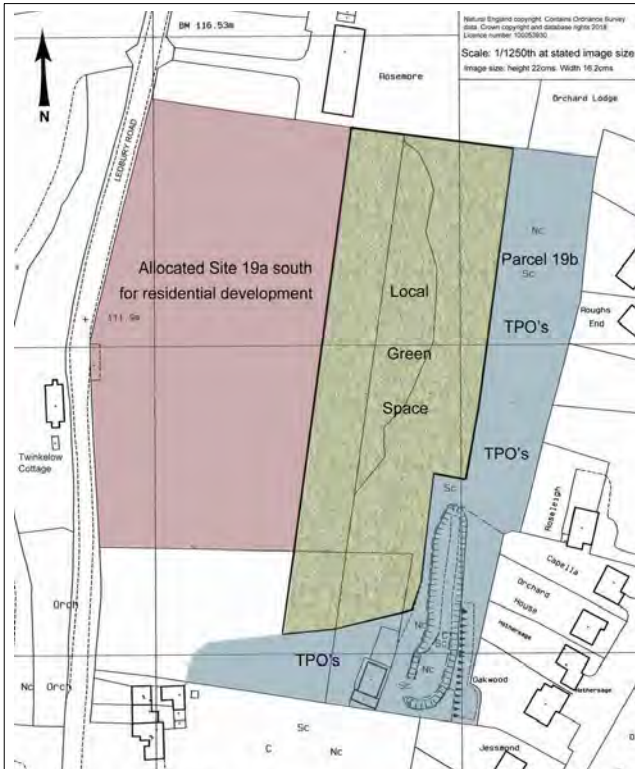 BM 116.53m
Natural England copyright. Contains Ordnance Survey
data. Crown copyright and database rights 2018
Licence number 100053930
Scale: 1/1250th at stated image size
Image size: height 22cms. Width 16.2cms
N
LEDBURY ROAD
Rosemore
Orchard Lodge
Allocated Site 19a south
for residential development
Local
Green
Space
Nc
Parcel 19b
Sc
TPO's
Roughs
End
TPO's
Twinkelow
Cottage
Sc
Roseleigh
Capella
Orchard
House
Hathersage
Hathersage
Oakwood
Jesmond
Orch
Nc
Orch
TPO's
Nc
Sc
Nc
Sc
Sc
C
Nc